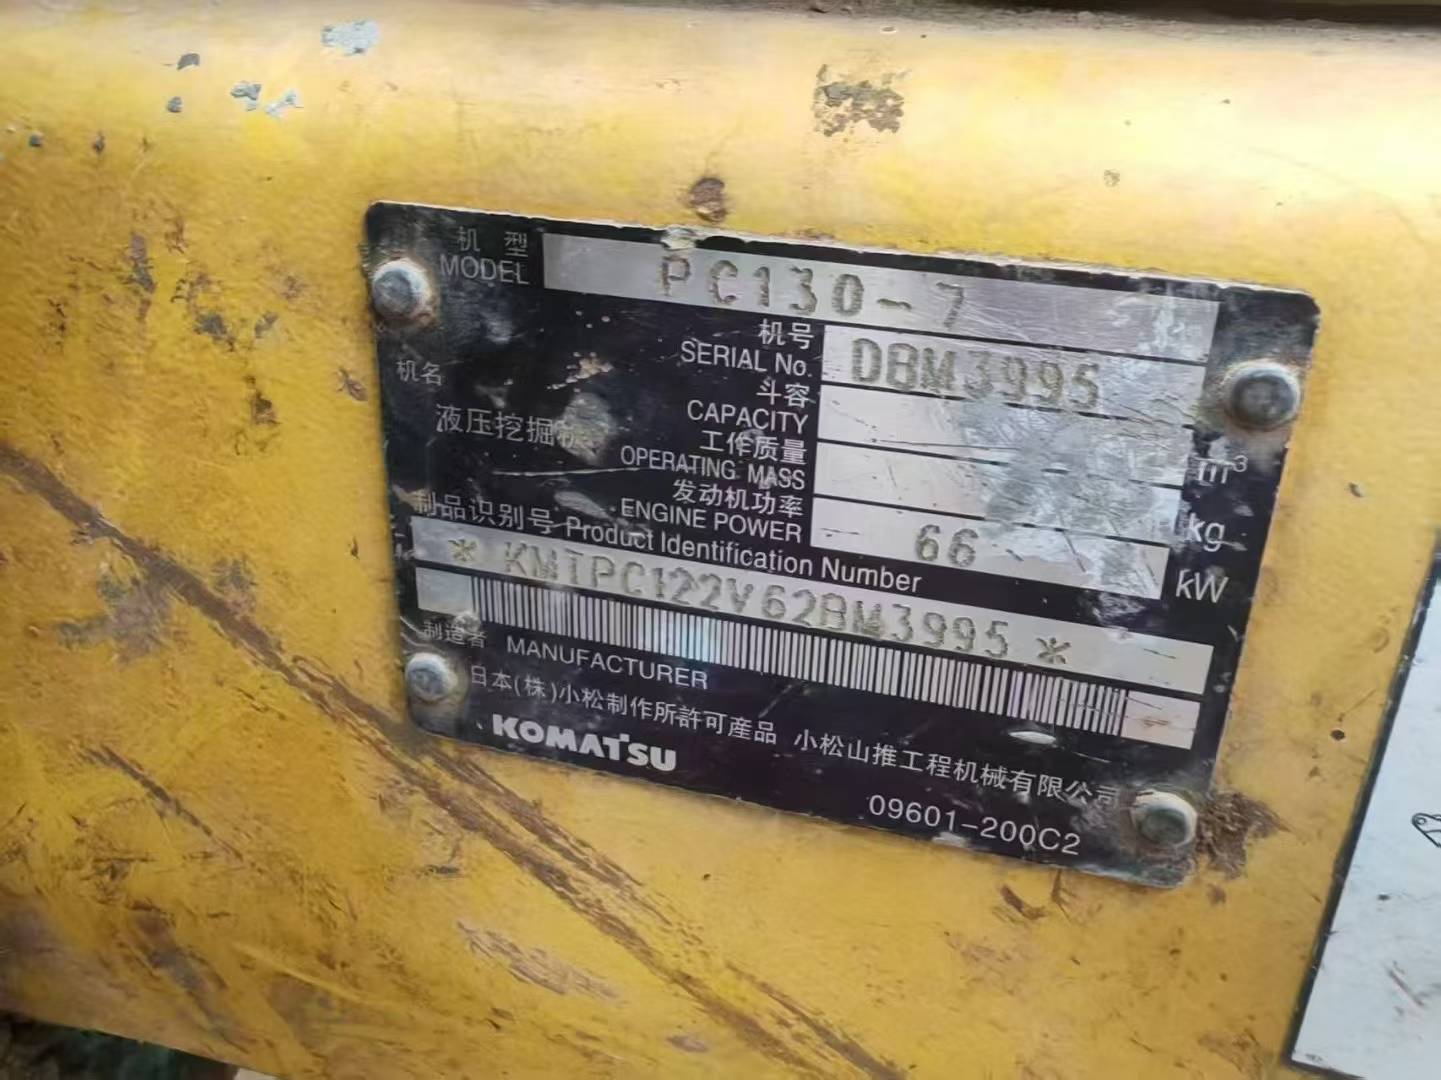 机型
MODEL PC130-7
机号
SERIAL No. DBM3995
机名
斗容
CAPACITY m³
液压挖掘机
工作质量
OPERATING MASS kg
发动机功率
ENGINE POWER 66 kW
制品识别号 Product Identification Number
* KMTPC122V62BM3995 *
制造者 MANUFACTURER
日本(株)小松制作所許可産品 小松山推工程机械有限公司
KOMATSU
09601-200C2